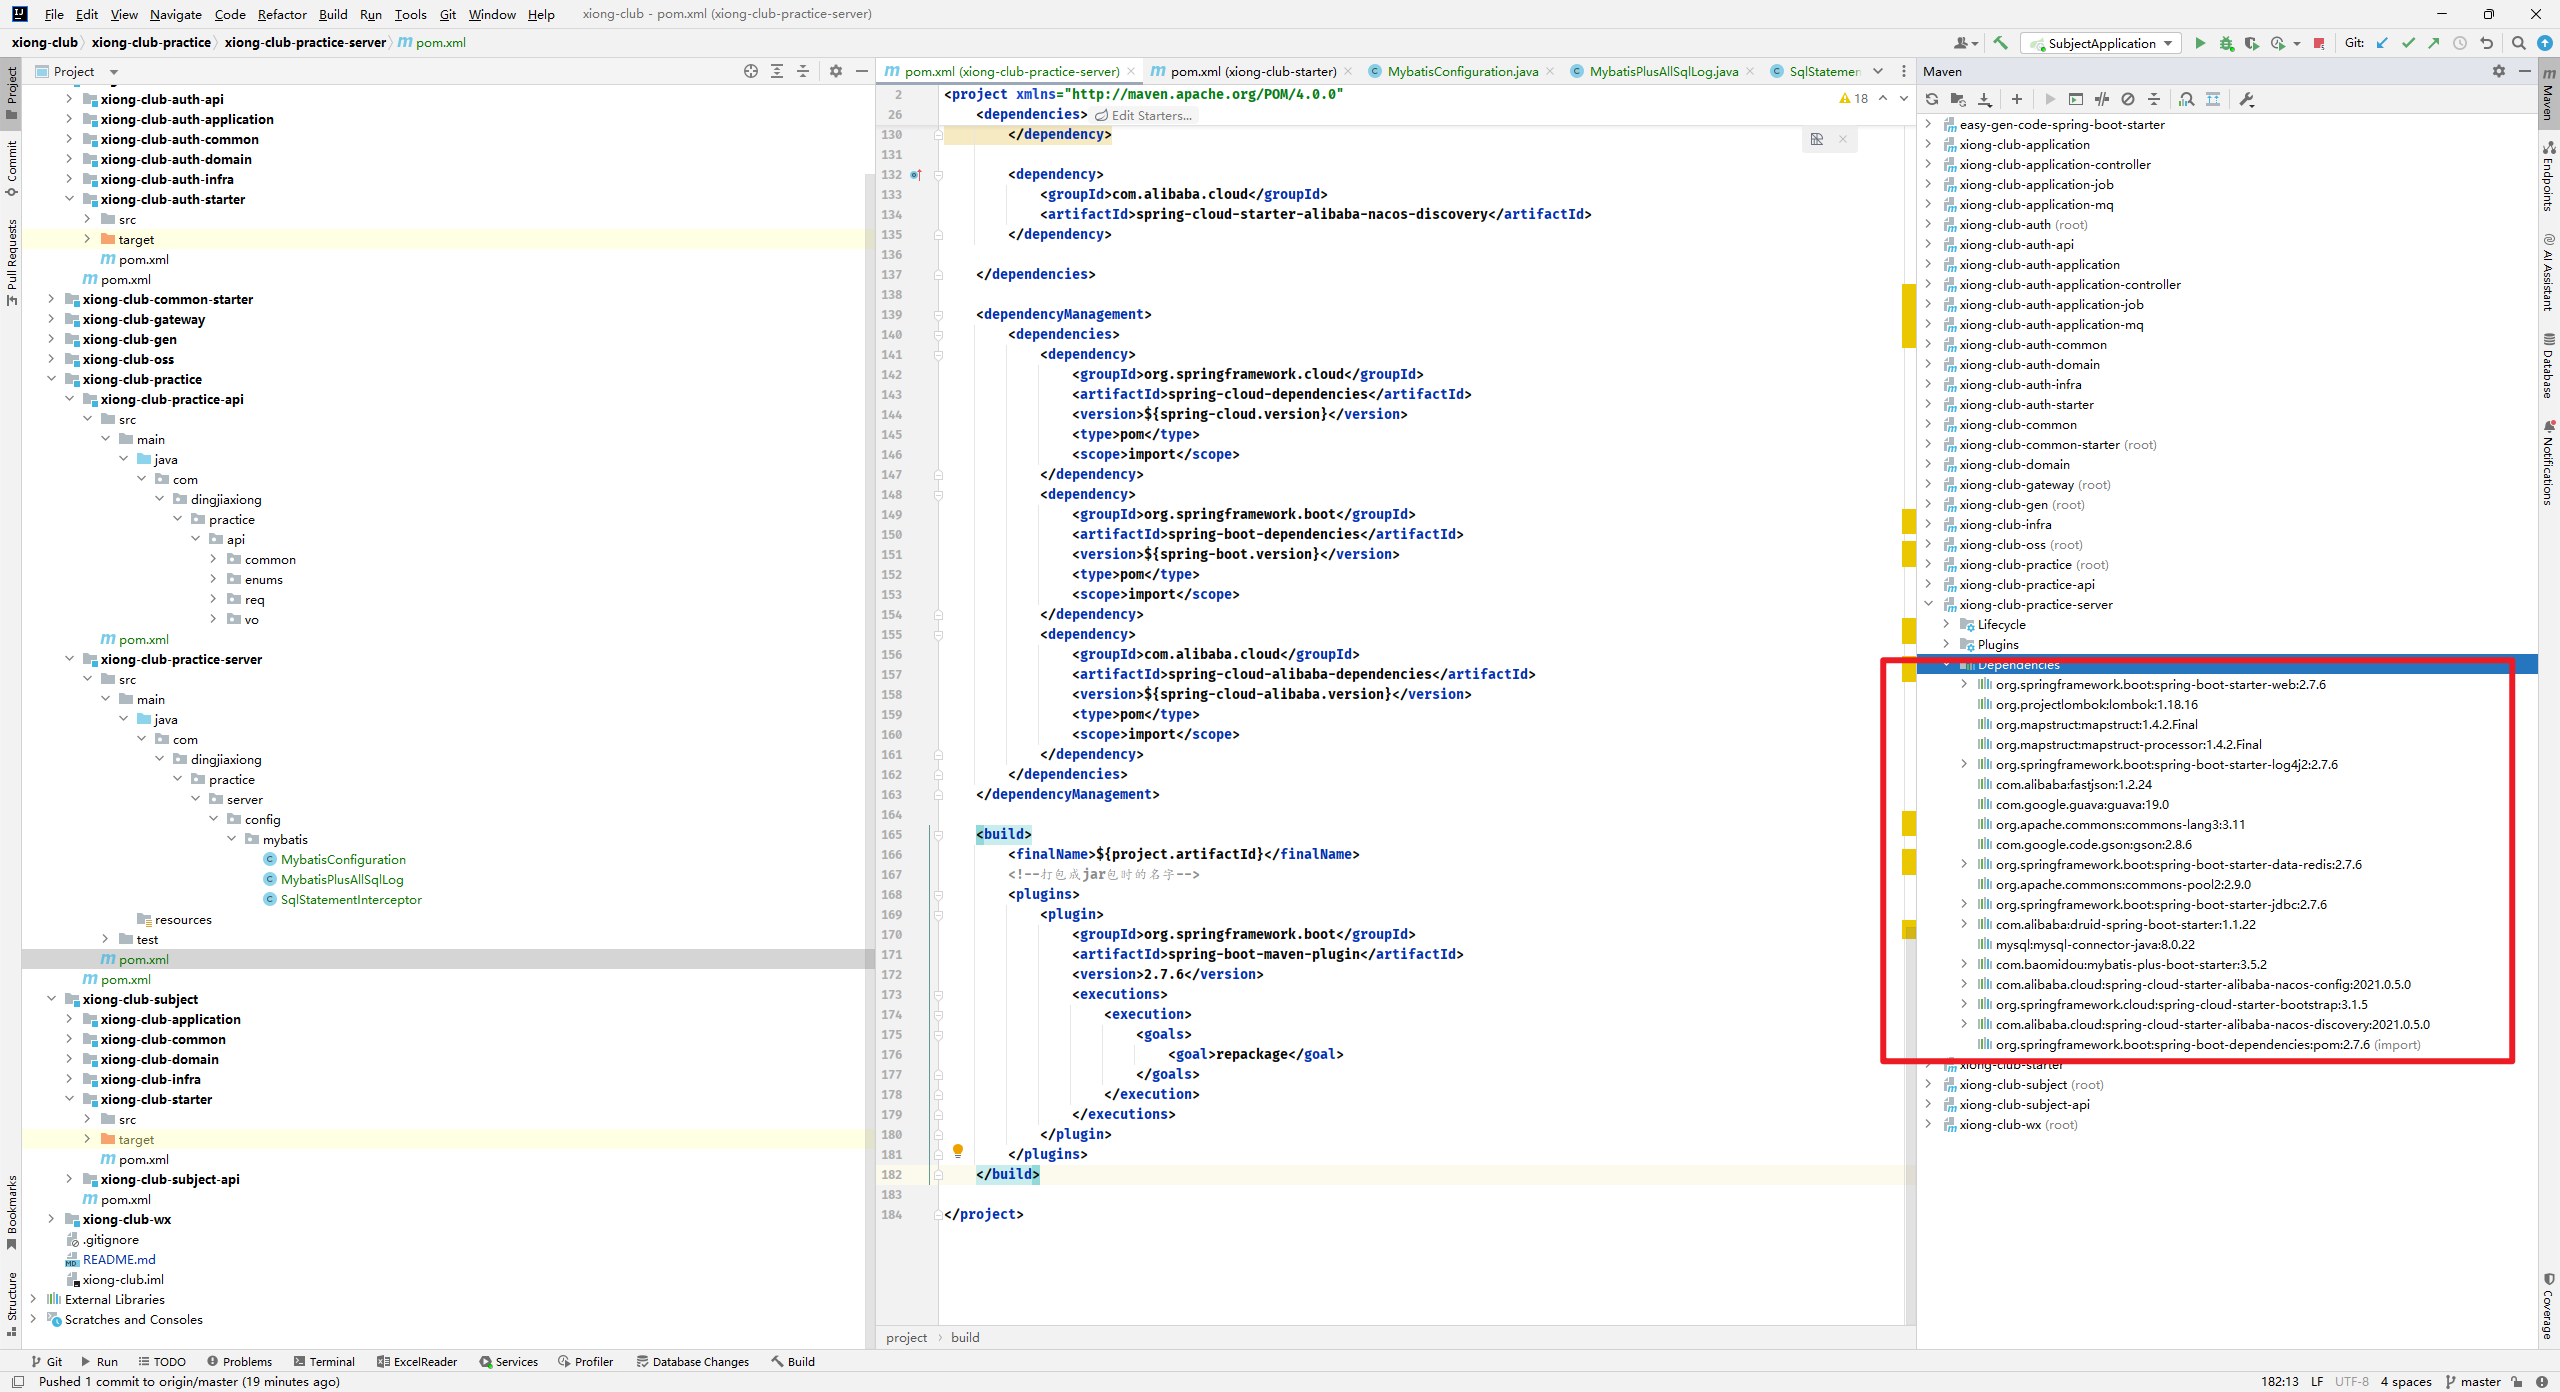 File Edit View Navigate Code Refactor Build Run Tools Git Window Help xiong-club - pom.xml (xiong-club-practice-server)
xiong-club xiong-club-practice xiong-club-practice-server pom.xml
SubjectApplication Git:
Project
Commit
Pull Requests
Bookmarks
Structure
Project
xiong-club-auth-api
xiong-club-auth-application
xiong-club-auth-common
xiong-club-auth-domain
xiong-club-auth-infra
xiong-club-auth-starter
src
target
pom.xml
pom.xml
xiong-club-common-starter
xiong-club-gateway
xiong-club-gen
xiong-club-oss
xiong-club-practice
xiong-club-practice-api
src
main
java
com
dingjiaxiong
practice
api
common
enums
req
vo
pom.xml
xiong-club-practice-server
src
main
java
com
dingjiaxiong
practice
server
config
mybatis
MybatisConfiguration
MybatisPlusAllSqlLog
SqlStatementInterceptor
resources
test
pom.xml
pom.xml
xiong-club-subject
xiong-club-application
xiong-club-common
xiong-club-domain
xiong-club-infra
xiong-club-starter
src
target
pom.xml
xiong-club-subject-api
pom.xml
xiong-club-wx
.gitignore
README.md
xiong-club.iml
External Libraries
Scratches and Consoles
pom.xml (xiong-club-practice-server) pom.xml (xiong-club-starter) MybatisConfiguration.java MybatisPlusAllSqlLog.java SqlStatemen
18
2 <project xmlns="http://maven.apache.org/POM/4.0.0"
26 <dependencies> Edit Starters...
130 </dependency>
131
132 <dependency>
133 <groupId>com.alibaba.cloud</groupId>
134 <artifactId>spring-cloud-starter-alibaba-nacos-discovery</artifactId>
135 </dependency>
136
137 </dependencies>
138
139 <dependencyManagement>
140 <dependencies>
141 <dependency>
142 <groupId>org.springframework.cloud</groupId>
143 <artifactId>spring-cloud-dependencies</artifactId>
144 <version>${spring-cloud.version}</version>
145 <type>pom</type>
146 <scope>import</scope>
147 </dependency>
148 <dependency>
149 <groupId>org.springframework.boot</groupId>
150 <artifactId>spring-boot-dependencies</artifactId>
151 <version>${spring-boot.version}</version>
152 <type>pom</type>
153 <scope>import</scope>
154 </dependency>
155 <dependency>
156 <groupId>com.alibaba.cloud</groupId>
157 <artifactId>spring-cloud-alibaba-dependencies</artifactId>
158 <version>${spring-cloud-alibaba.version}</version>
159 <type>pom</type>
160 <scope>import</scope>
161 </dependency>
162 </dependencies>
163 </dependencyManagement>
164
165 <build>
166 <finalName>${project.artifactId}</finalName>
167 <!--打包成jar包时的名字-->
168 <plugins>
169 <plugin>
170 <groupId>org.springframework.boot</groupId>
171 <artifactId>spring-boot-maven-plugin</artifactId>
172 <version>2.7.6</version>
173 <executions>
174 <execution>
175 <goals>
176 <goal>repackage</goal>
177 </goals>
178 </execution>
179 </executions>
180 </plugin>
181 </plugins>
182 </build>
183
184 </project>
project build
Maven
easy-gen-code-spring-boot-starter
xiong-club-application
xiong-club-application-controller
xiong-club-application-job
xiong-club-application-mq
xiong-club-auth (root)
xiong-club-auth-api
xiong-club-auth-application
xiong-club-auth-application-controller
xiong-club-auth-application-job
xiong-club-auth-application-mq
xiong-club-auth-common
xiong-club-auth-domain
xiong-club-auth-infra
xiong-club-auth-starter
xiong-club-common
xiong-club-common-starter (root)
xiong-club-domain
xiong-club-gateway (root)
xiong-club-gen (root)
xiong-club-infra
xiong-club-oss (root)
xiong-club-practice (root)
xiong-club-practice-api
xiong-club-practice-server
Lifecycle
Plugins
Dependencies
org.springframework.boot:spring-boot-starter-web:2.7.6
org.projectlombok:lombok:1.18.16
org.mapstruct:mapstruct:1.4.2.Final
org.mapstruct:mapstruct-processor:1.4.2.Final
org.springframework.boot:spring-boot-starter-log4j2:2.7.6
com.alibaba:fastjson:1.2.24
com.google.guava:guava:19.0
org.apache.commons:commons-lang3:3.11
com.google.code.gson:gson:2.8.6
org.springframework.boot:spring-boot-starter-data-redis:2.7.6
org.apache.commons:commons-pool2:2.9.0
org.springframework.boot:spring-boot-starter-jdbc:2.7.6
com.alibaba:druid-spring-boot-starter:1.1.22
mysql:mysql-connector-java:8.0.22
com.baomidou:mybatis-plus-boot-starter:3.5.2
com.alibaba.cloud:spring-cloud-starter-alibaba-nacos-config:2021.0.5.0
org.springframework.cloud:spring-cloud-starter-bootstrap:3.1.5
com.alibaba.cloud:spring-cloud-starter-alibaba-nacos-discovery:2021.0.5.0
org.springframework.boot:spring-boot-dependencies:pom:2.7.6 (import)
xiong-club-starter
xiong-club-subject (root)
xiong-club-subject-api
xiong-club-wx (root)
Maven
Endpoints
AI Assistant
Database
Notifications
Coverage
Git Run TODO Problems Terminal ExcelReader Services Profiler Database Changes Build
Pushed 1 commit to origin/master (19 minutes ago) 182:13 LF UTF-8 4 spaces master